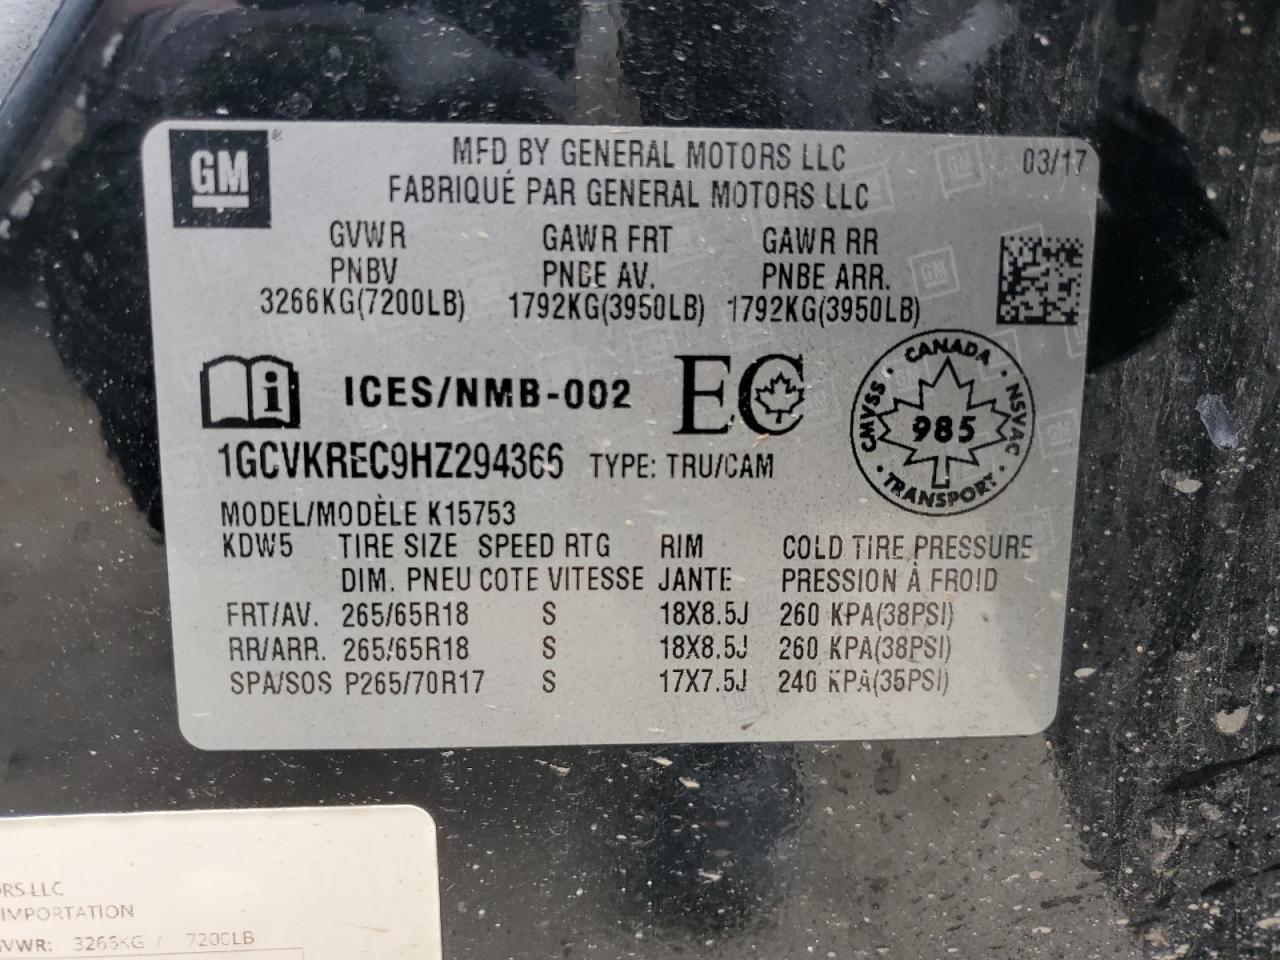 GM
MFD BY GENERAL MOTORS LLC 03/17
FABRIQUÉ PAR GENERAL MOTORS LLC
GVWR GAWR FRT GAWR RR
PNBV PNBE AV. PNBE ARR.
3266KG(7200LB) 1792KG(3950LB) 1792KG(3950LB)
ICES/NMB-002 EC
CANADA
CMVSS · NSVAC
985
TRANSPORT
1GCVKREC9HZ294366 TYPE: TRU/CAM
MODEL/MODÈLE K15753
KDW5 TIRE SIZE SPEED RTG RIM COLD TIRE PRESSURE
DIM. PNEU COTE VITESSE JANTE PRESSION À FROID
FRT/AV. 265/65R18 S 18X8.5J 260 KPA(38PSI)
RR/ARR. 265/65R18 S 18X8.5J 260 KPA(38PSI)
SPA/SOS P265/70R17 S 17X7.5J 240 KPA(35PSI)
ORS LLC
IMPORTATION
VWR: 3266KG / 7200LB